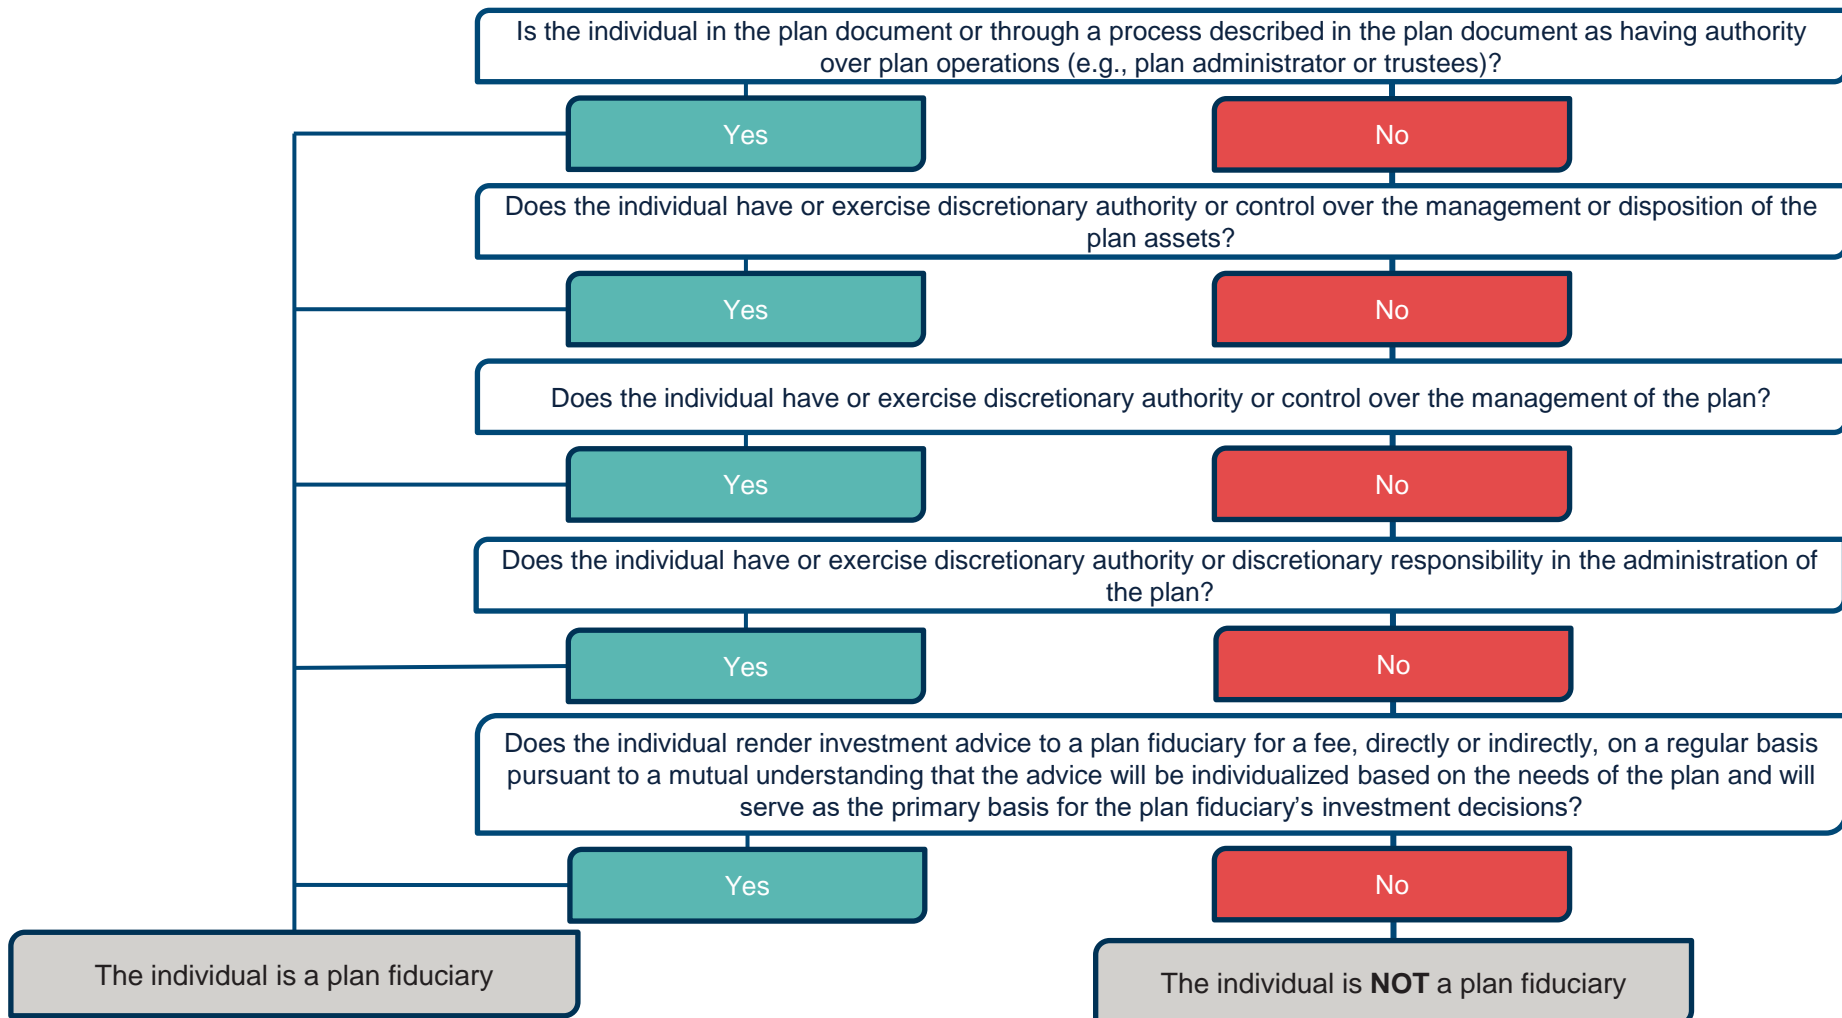 Is the individual in the plan document or through a process described in the plan document as having authority
over plan operations (e.g., plan administrator or trustees)?
Yes
No
Does the individual have or exercise discretionary authority or control over the management or disposition of the
plan assets?
Yes
No
Does the individual have or exercise discretionary authority or control over the management of the plan?
Yes
No
Does the individual have or exercise discretionary authority or discretionary responsibility in the administration of
the plan?
Yes
No
Does the individual render investment advice to a plan fiduciary for a fee, directly or indirectly, on a regular basis
pursuant to a mutual understanding that the advice will be individualized based on the needs of the plan and will
serve as the primary basis for the plan fiduciary’s investment decisions?
Yes
No
The individual is a plan fiduciary
The individual is NOT a plan fiduciary